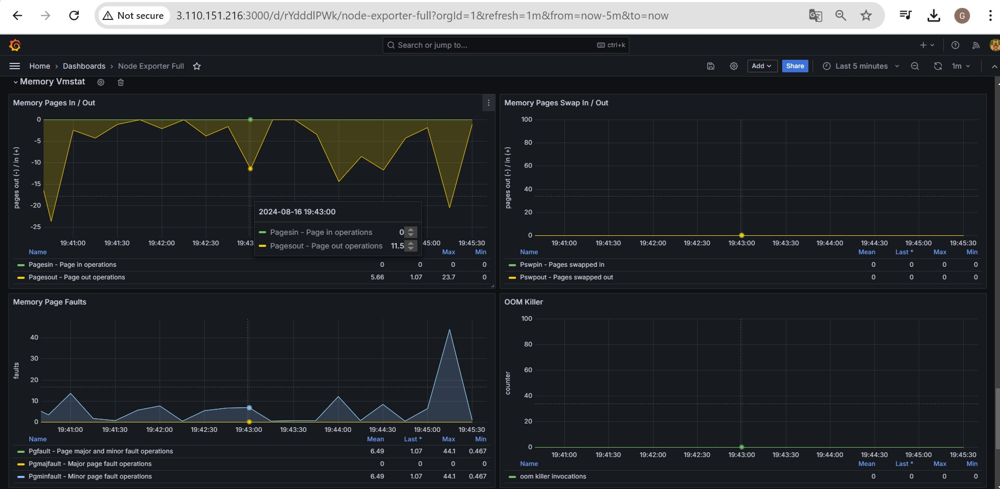 Not secure 3.110.151.216:3000/d/rYdddlPWk/node-exporter-full?orgId=1&refresh=1m&from=now-5m&to=now G
Search or jump to... ctrl+k
Home › Dashboards › Node Exporter Full Add Share Last 5 minutes 1m
Memory Vmstat
Memory Pages In / Out
pages out (-) / in (+)
0
-5
-10
-15
-20
-25
19:41:00 19:41:30 19:42:00 19:42:30 19:43 45:00 19:45:30
2024-08-16 19:43:00
Pagesin - Page in operations 0
Pagesout - Page out operations 11.5
Name Max Min
Pagesin - Page in operations 0 0 0 0
Pagesout - Page out operations 5.66 1.07 23.7 0
Memory Pages Swap In / Out
pages out (-) / in (+)
100
80
60
40
20
0
19:41:00 19:41:30 19:42:00 19:42:30 19:43:00 19:43:30 19:44:00 19:44:30 19:45:00 19:45:30
Name Mean Last * Max Min
Pswpin - Pages swapped in 0 0 0 0
Pswpout - Pages swapped out 0 0 0 0
Memory Page Faults
faults
40
30
20
10
0
19:41:00 19:41:30 19:42:00 19:42:30 19:43:00 19:43:30 19:44:00 19:44:30 19:45:00 19:45:30
Name Mean Last * Max Min
Pgfault - Page major and minor fault operations 6.49 1.07 44.1 0.467
Pgmajfault - Major page fault operations 0 0 0 0
Pgminfault - Minor page fault operations 6.49 1.07 44.1 0.467
OOM Killer
counter
100
80
60
40
20
0
19:41:00 19:41:30 19:42:00 19:42:30 19:43:00 19:43:30 19:44:00 19:44:30 19:45:00 19:45:30
Name Mean Last * Max Min
oom killer invocations 0 0 0 0